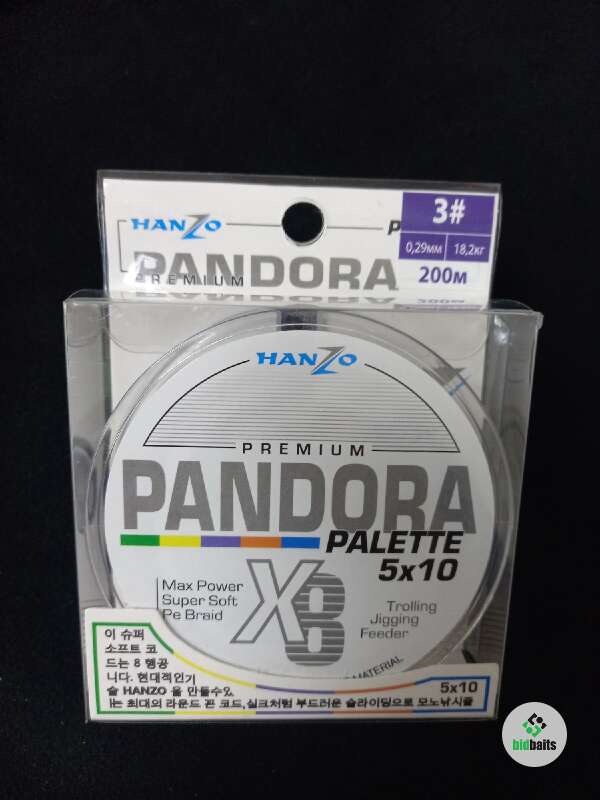 HANZO
3#
0,29мм 18,2кг
200м
PANDORA
PREMIUM
HANZO
PREMIUM
PANDORA
PALETTE
5x10
X8
Max Power
Super Soft
Pe Braid
Trolling
Jigging
Feeder
MATERIAL
이 슈퍼
소프트 코
드는 8 행공
니다. 현대적인기
술 HANZO 을 만들수있
는 최대의 라운드 꼰 코드,실크처럼 부드러운 슬라이딩으로 모노낚시줄
5x10
bidbaits